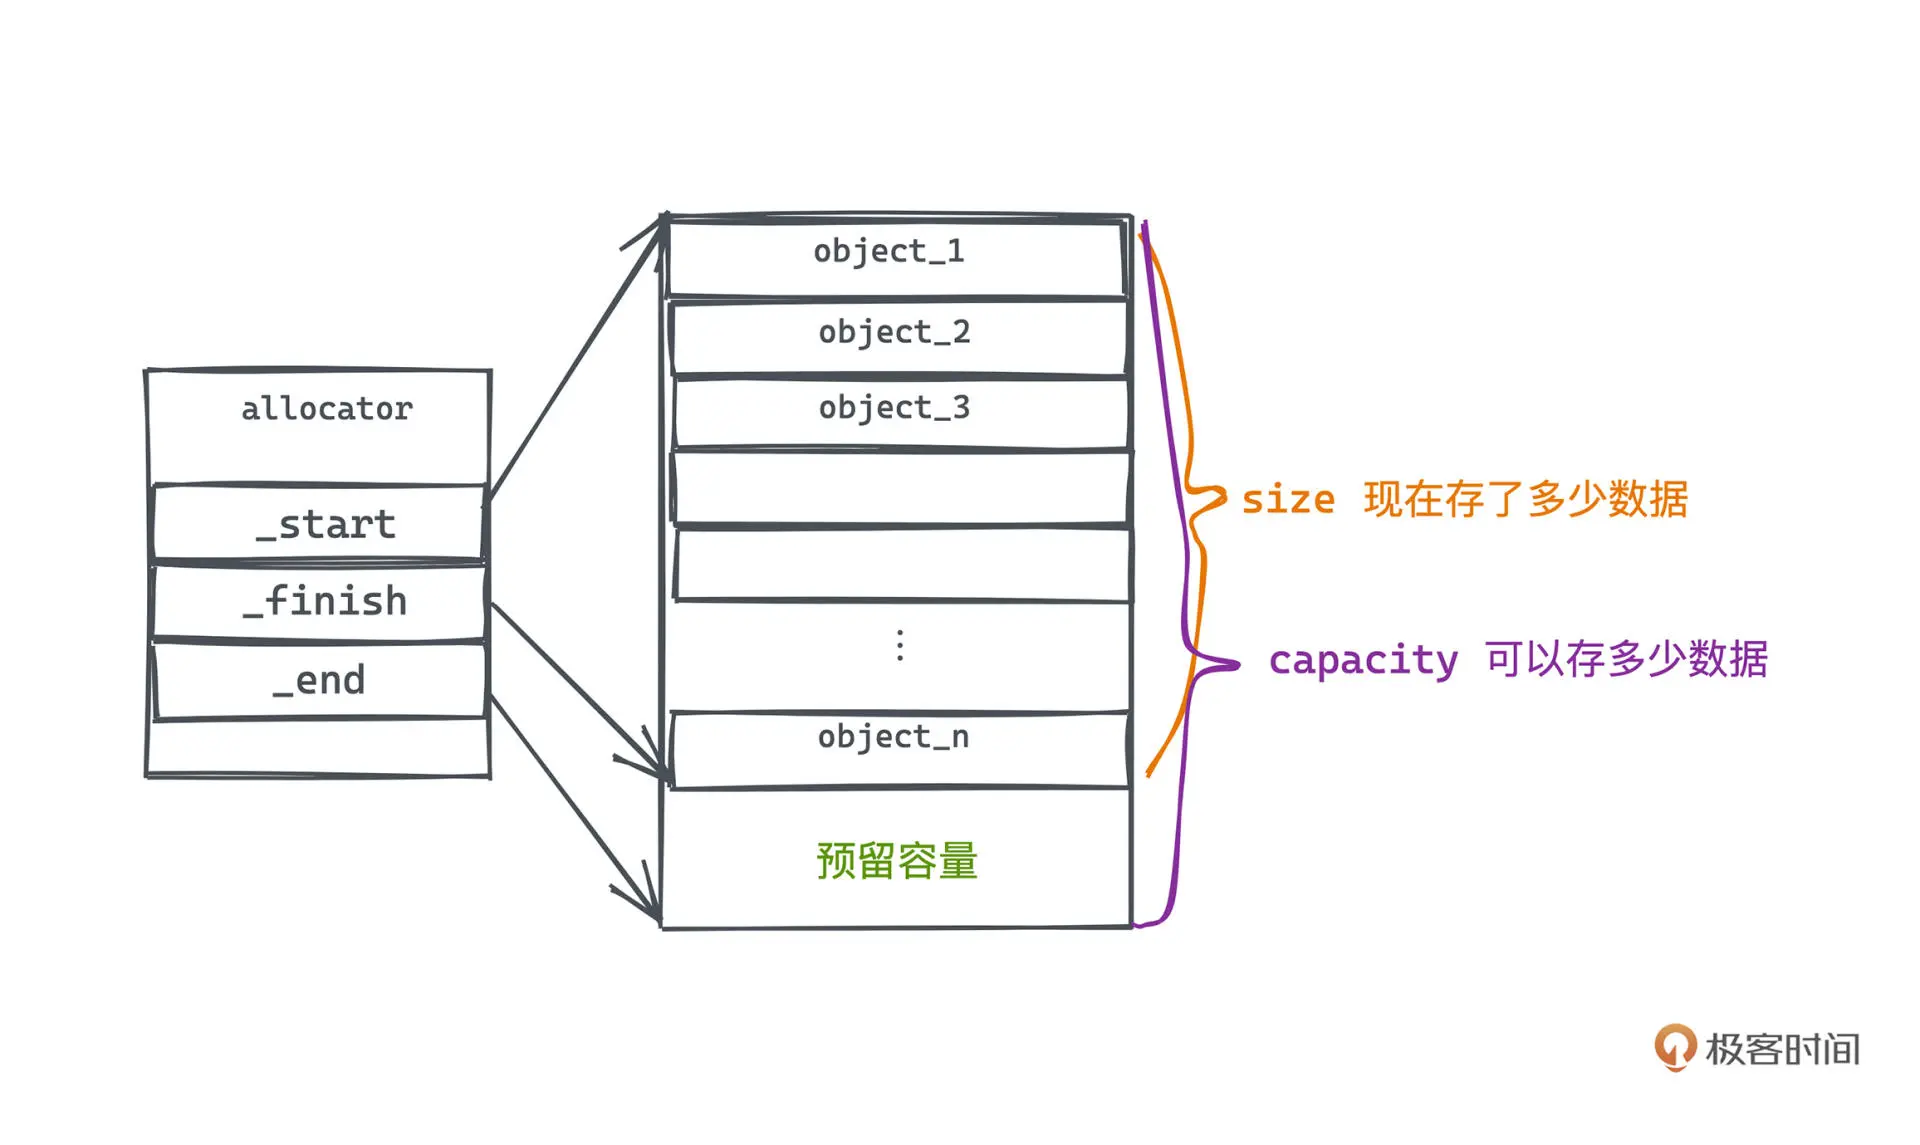 allocator
_start
_finish
_end
object_1
object_2
object_3
⋮
object_n
预留容量
size 现在存了多少数据
capacity 可以存多少数据
极客时间